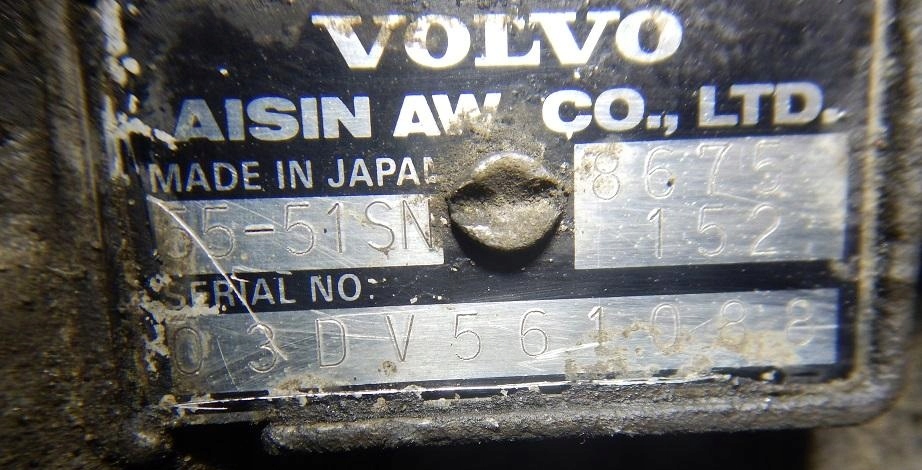 VOLVO
AISIN AW CO., LTD.
MADE IN JAPAN
55-51SN
8675
152
SERIAL NO.
03DV561088